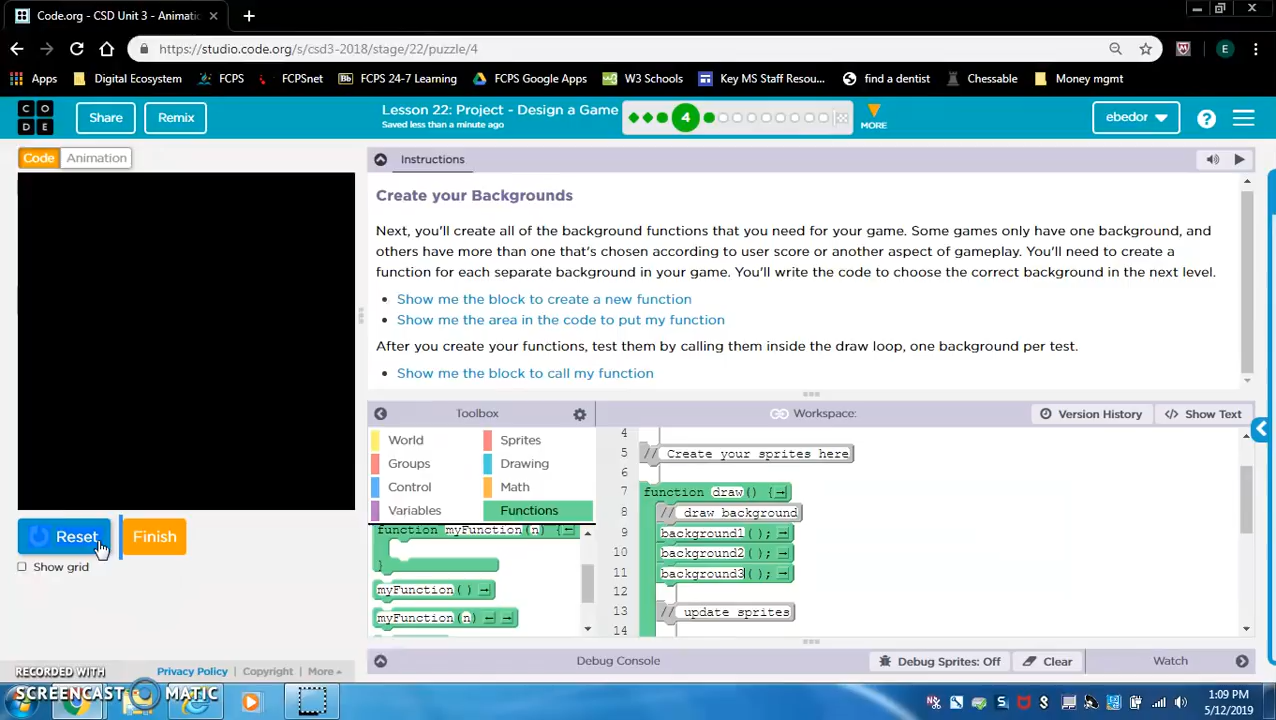 Code.org - CSD Unit 3 - Animatio
https://studio.code.org/s/csd3-2018/stage/22/puzzle/4
E
Apps Digital Ecosystem FCPS FCPSnet Bb FCPS 24-7 Learning FCPS Google Apps W3 Schools Key MS Staff Resou... find a dentist Chessable Money mgmt
C O
D E
Share
Remix
Lesson 22: Project - Design a Game
Saved less than a minute ago
4
MORE
ebedor
?
Code
Animation
Instructions
Create your Backgrounds
Next, you'll create all of the background functions that you need for your game. Some games only have one background, and
others have more than one that's chosen according to user score or another aspect of gameplay. You'll need to create a
function for each separate background in your game. You'll write the code to choose the correct background in the next level.
• Show me the block to create a new function
• Show me the area in the code to put my function
After you create your functions, test them by calling them inside the draw loop, one background per test.
• Show me the block to call my function
Toolbox
Workspace:
Version History
</> Show Text
World
Sprites
Groups
Drawing
Control
Math
Variables
Functions
function myFunction(n) {
}
myFunction()
myFunction(n)
4
5 // Create your sprites here
6
7 function draw() {
8 // draw background
9 background1();
10 background2();
11 background3();
12
13 // update sprites
14
Reset
Finish
Show grid
Privacy Policy | Copyright | More
Debug Console
Debug Sprites: Off
Clear
Watch
RECORDED WITH
SCREENCAST MATIC
1:09 PM
5/12/2019